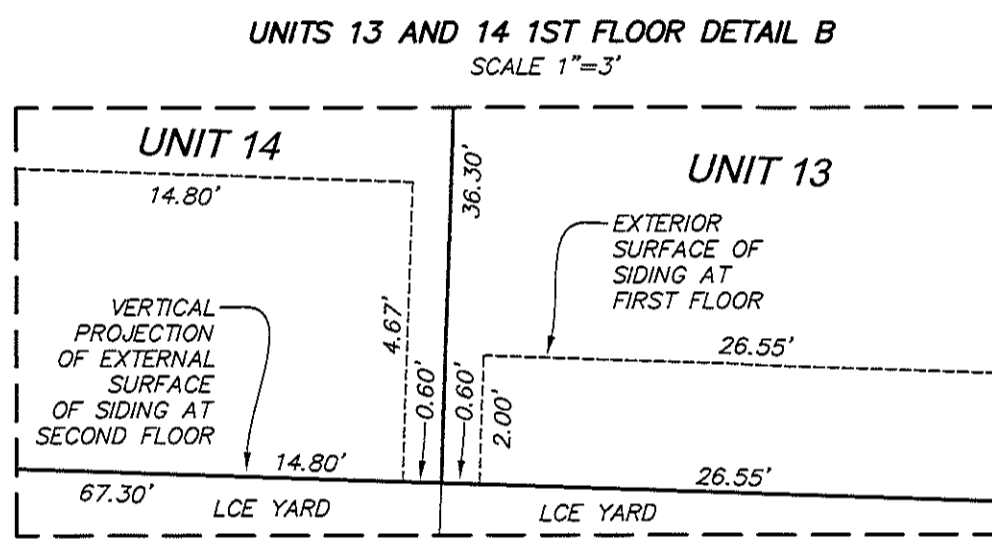 UNITS 13 AND 14 1ST FLOOR DETAIL B
SCALE 1"=3'
UNIT 14
14.80'
36.30'
UNIT 13
EXTERIOR
SURFACE OF
SIDING AT
FIRST FLOOR
VERTICAL
PROJECTION
OF EXTERNAL
SURFACE
OF SIDING AT
SECOND FLOOR
4.67'
0.60'
0.60'
2.00'
26.55'
14.80'
67.30'
LCE YARD
26.55'
LCE YARD